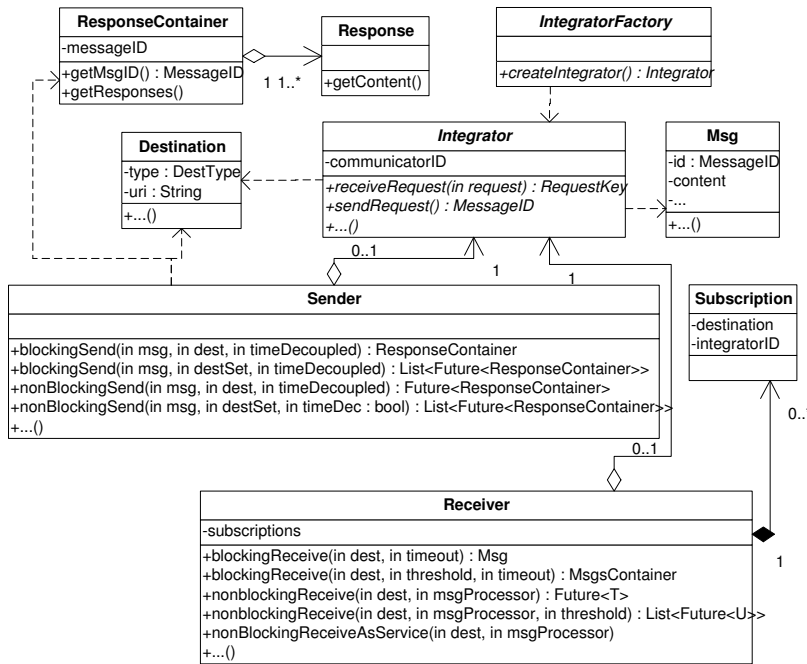 ResponseContainer
-messageID
+getMsgID() : MessageID
+getResponses()
1 1..*
Response
+getContent()
IntegratorFactory
+createIntegrator() : Integrator
Destination
-type : DestType
-uri : String
+...()
Integrator
-communicatorID
+receiveRequest(in request) : RequestKey
+sendRequest() : MessageID
+...()
Msg
-id : MessageID
-content
-...
+...()
0..1
1
1
Sender
+blockingSend(in msg, in dest, in timeDecoupled) : ResponseContainer
+blockingSend(in msg, in destSet, in timeDecoupled) : List<Future<ResponseContainer>>
+nonBlockingSend(in msg, in dest, in timeDecoupled) : Future<ResponseContainer>
+nonBlockingSend(in msg, in destSet, in timeDec : bool) : List<Future<ResponseContainer>>
+...()
Subscription
-destination
-integratorID
0..1
Receiver
-subscriptions
+blockingReceive(in dest, in timeout) : Msg
+blockingReceive(in dest, in threshold, in timeout) : MsgsContainer
+nonblockingReceive(in dest, in msgProcessor) : Future<T>
+nonblockingReceive(in dest, in msgProcessor, in threshold) : List<Future<U>>
+nonBlockingReceiveAsService(in dest, in msgProcessor)
+...()
1